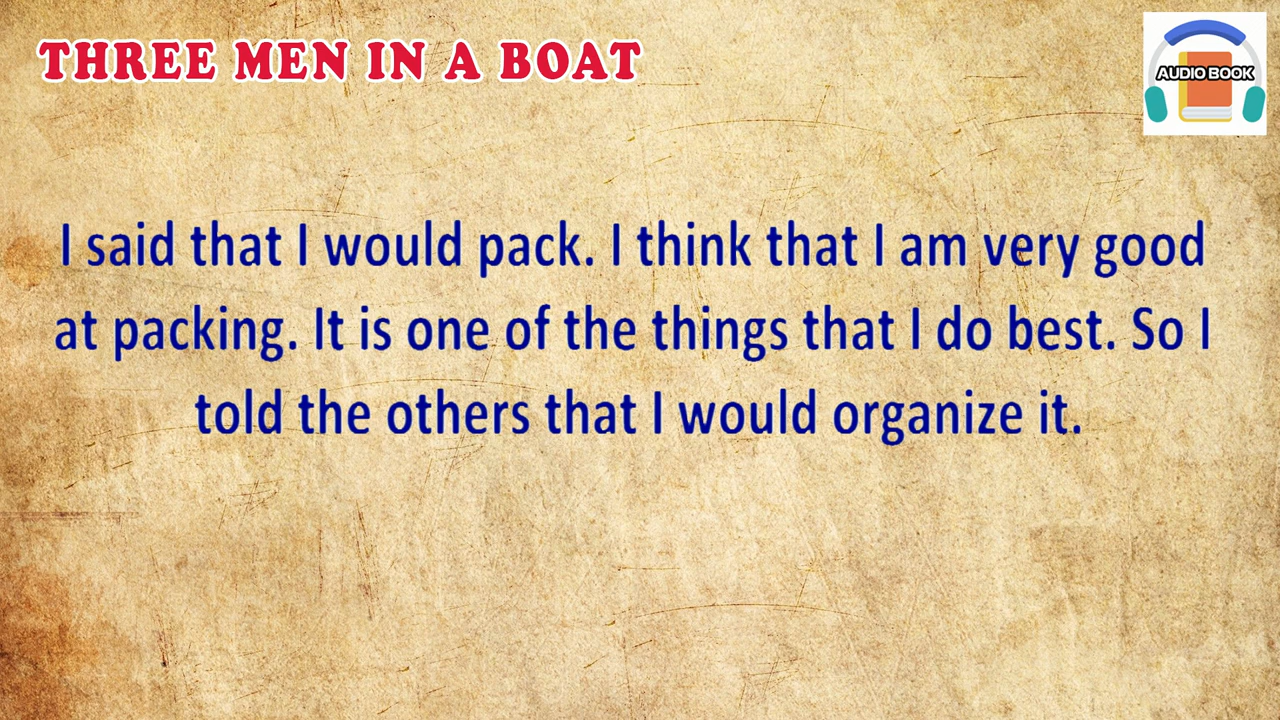 THREE MEN IN A BOAT
AUDIO BOOK
I said that I would pack. I think that I am very good
at packing. It is one of the things that I do best. So I
told the others that I would organize it.